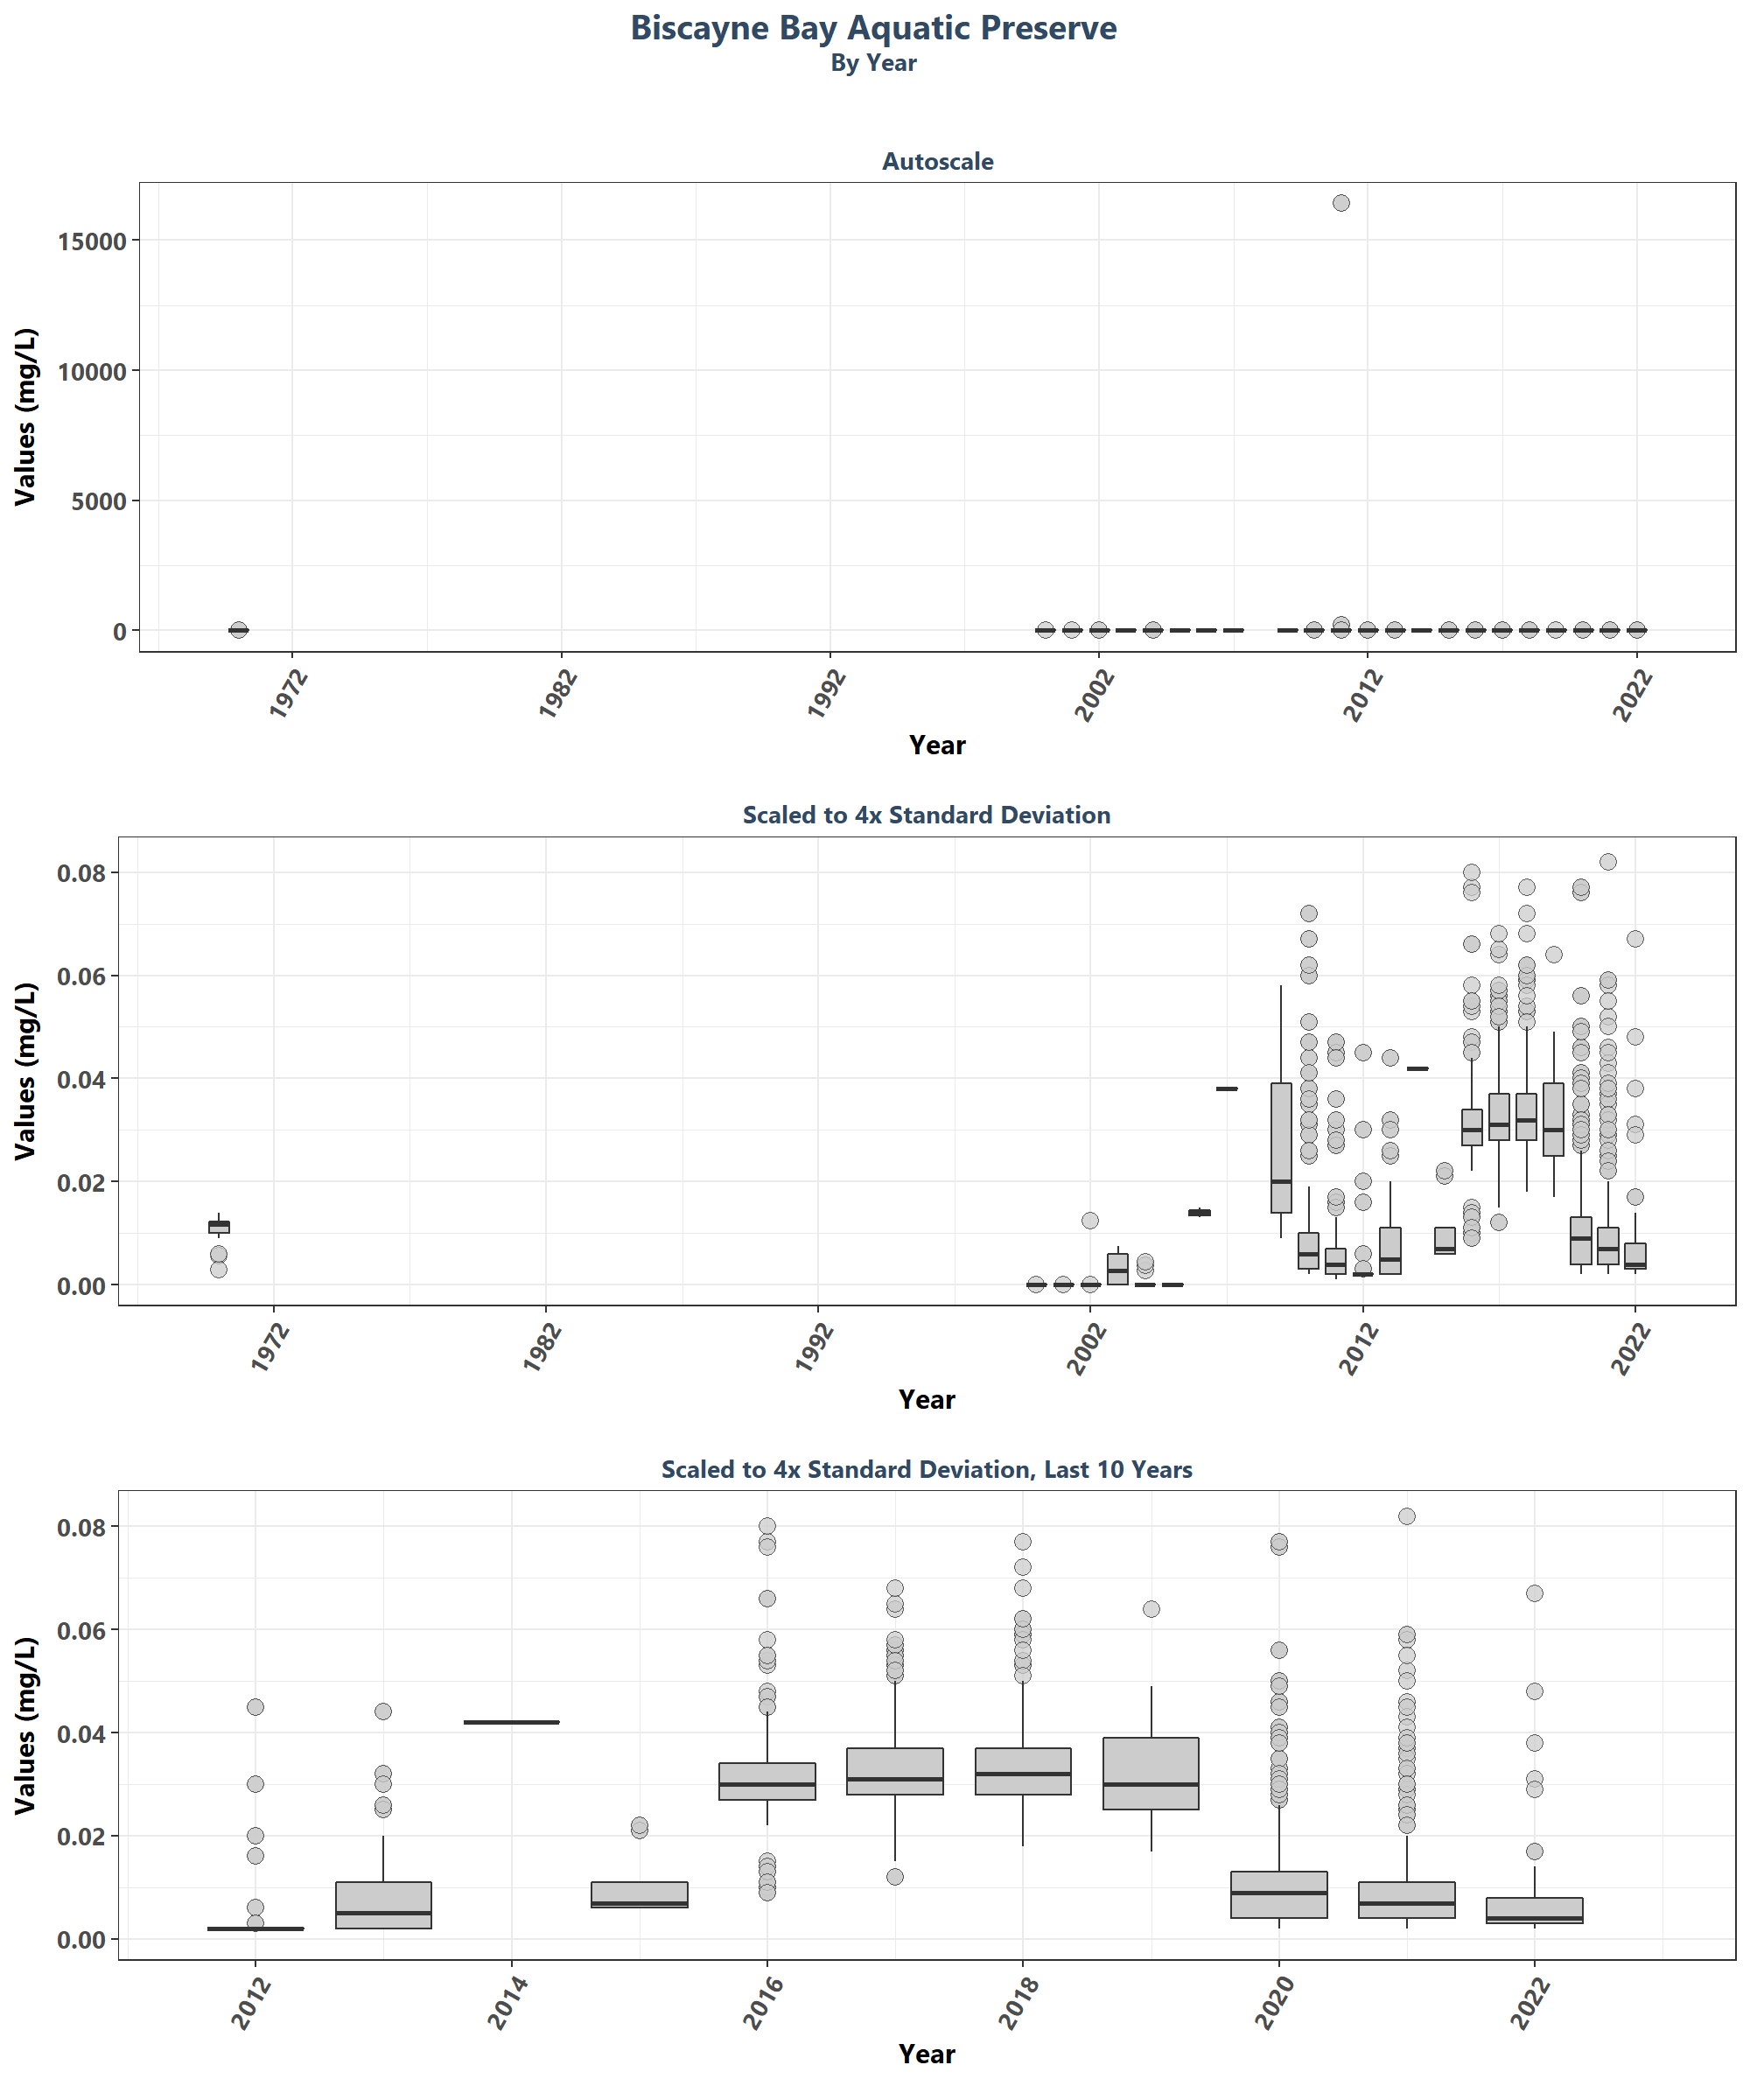 Biscayne Bay Aquatic Preserve
By Year
Autoscale
Values (mg/L)
15000
10000
5000
0
1972
1982
1992
2002
2012
2022
Year
Scaled to 4x Standard Deviation
Values (mg/L)
0.08
0.06
0.04
0.02
0.00
1972
1982
1992
2002
2012
2022
Year
Scaled to 4x Standard Deviation, Last 10 Years
Values (mg/L)
0.08
0.06
0.04
0.02
0.00
2012
2014
2016
2018
2020
2022
Year